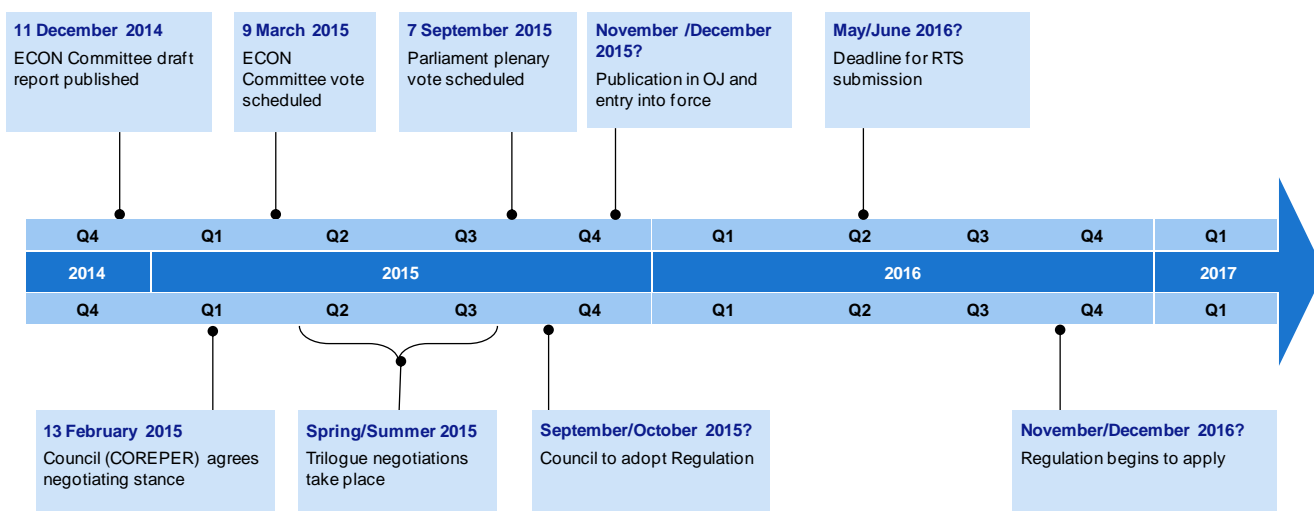 11 December 2014
ECON Committee draft
report published
9 March 2015
ECON
Committee vote
scheduled
7 September 2015
Parliament plenary
vote scheduled
November /December
2015?
Publication in OJ and
entry into force
May/June 2016?
Deadline for RTS
submission
Q4 Q1 Q2 Q3 Q4 Q1 Q2 Q3 Q4 Q1
2014 2015 2016 2017
Q4 Q1 Q2 Q3 Q4 Q1 Q2 Q3 Q4 Q1
13 February 2015
Council (COREPER) agrees
negotiating stance
Spring/Summer 2015
Trilogue negotiations
take place
September/October 2015?
Council to adopt Regulation
November/December 2016?
Regulation begins to apply